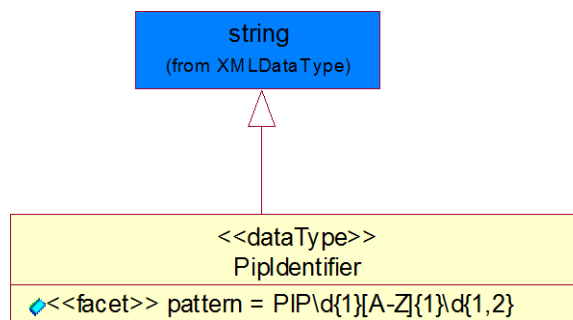 string
(from XMLDataType)
<<dataType>>
PipIdentifier
<<facet>> pattern = PIP\d{1}[A-Z]{1}\d{1,2}